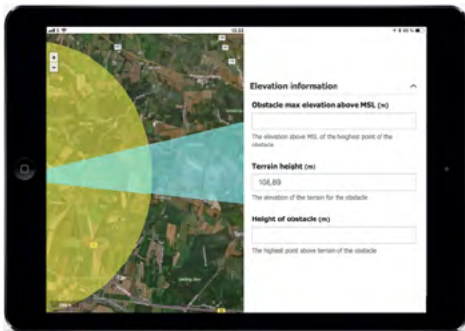 15.53
Elevation information
Obstacle max elevation above MSL (m)
The elevation above MSL of the heighest point of the
obstacle
Terrain height (m)
108,89
The elevation of the terrain for the obstacle
Height of obstacle (m)
The highest point above terrain of the obstacle